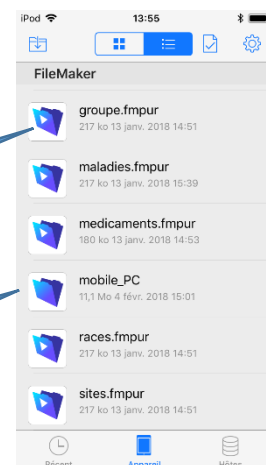 iPod 13:55
FileMaker
groupe.fmpur
217 ko 13 janv. 2018 14:51
maladies.fmpur
217 ko 13 janv. 2018 15:39
medicaments.fmpur
180 ko 13 janv. 2018 14:53
mobile_PC
11,1 Mo 4 févr. 2018 15:01
races.fmpur
217 ko 13 janv. 2018 14:51
sites.fmpur
217 ko 13 janv. 2018 14:51
Récent Appareil Hôtes